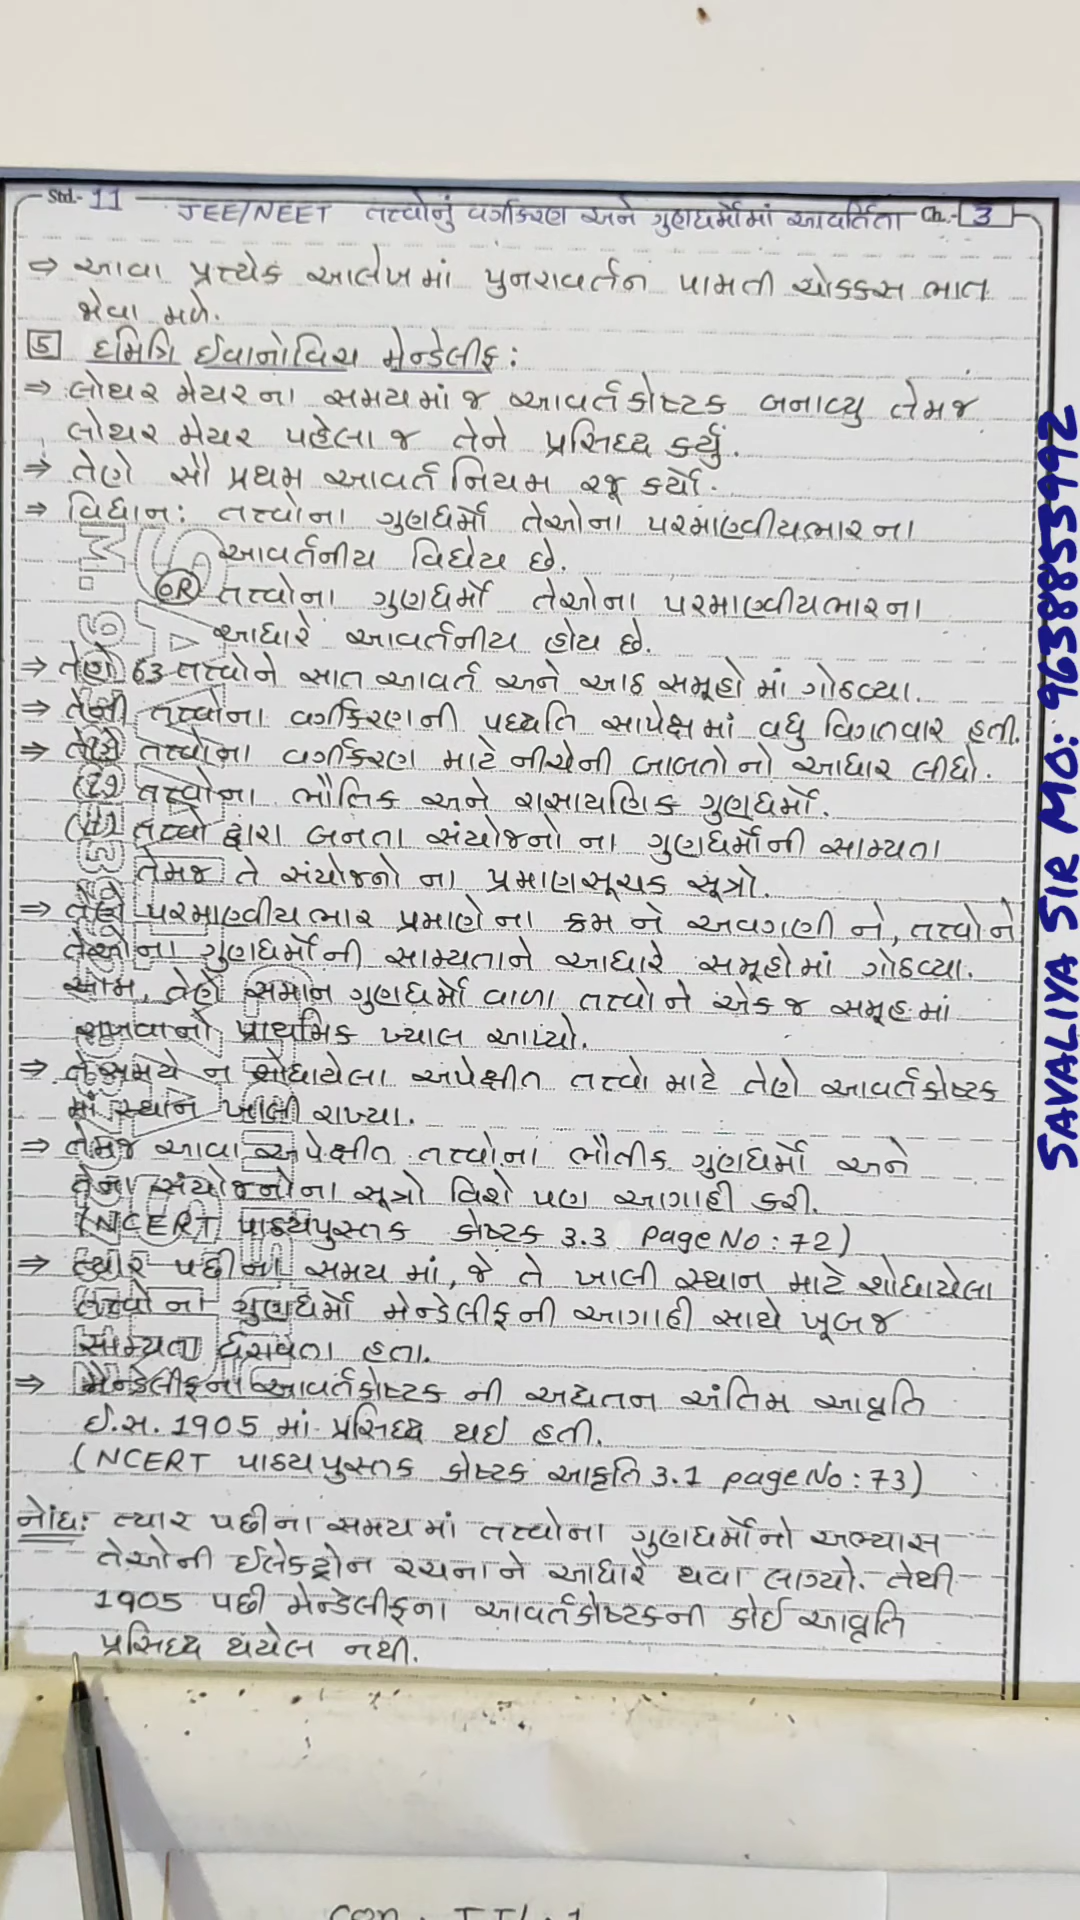 Std.- 11 JEE/NEET તત્ત્વોનું વર્ગીકરણ અને ગુણધર્મોમાં આવર્તિતા Ch.- 3
⇒ આવા પ્રત્યેક આલેખમાં પુનરાવર્તન પામતી ચોક્કસ ભાત
જોવા મળે.
5 દમિત્રિ ઈવાનોવિચ મેન્ડેલીફ :
⇒ લોથર મેયરના સમયમાં જ આવર્તકોષ્ટક બનાવ્યુ તેમજ
લોથર મેયર પહેલા જ તેને પ્રસિધ્ધ કર્યું.
⇒ તેણે સૌ પ્રથમ આવર્ત નિયમ રજૂ કર્યો.
⇒ વિધાન: તત્ત્વોના ગુણધર્મો તેઓના પરમાણ્વીયભારના
આવર્તનીય વિધેય છે.
OR તત્ત્વોના ગુણધર્મો તેઓના પરમાણ્વીયભારના
આધારે આવર્તનીય હોય છે.
⇒ તેણે 63 તત્ત્વોને સાત આવર્ત અને આઠ સમૂહો માં ગોઠવ્યા.
⇒ તેની તત્ત્વોના વર્ગીકરણની પધ્ધતિ સાપેક્ષમાં વધુ વિગતવાર હતી.
⇒ તેણે તત્ત્વોના વર્ગીકરણ માટે નીચેની બાબતો નો આધાર લીધો.
તત્ત્વોના ભૌતિક અને રાસાયણિક ગુણધર્મો.
તત્ત્વો દ્વારા બનતા સંયોજનો ના ગુણધર્મોની સામ્યતા
તેમજ તે સંયોજનો ના પ્રમાણસૂચક સૂત્રો.
⇒ તેણે પરમાણ્વીયભાર પ્રમાણેના ક્રમ ને અવગણી ને, તત્ત્વોને
તેઓના ગુણધર્મોની સામ્યતાને આધારે સમૂહોમાં ગોઠવ્યા.
આમ, તેણે સમાન ગુણધર્મો વાળા તત્ત્વોને એક જ સમૂહમાં
રાખવાનો પ્રાથમિક ખ્યાલ આપ્યો.
⇒ તે સમયે ન શોધાયેલા અપેક્ષીત તત્ત્વો માટે તેણે આવર્તકોષ્ટક
માં સ્થાન ખાલી રાખ્યા.
⇒ તેમજ આવા અપેક્ષીત તત્ત્વોના ભૌતીક ગુણધર્મો અને
તેના સંયોજનોના સૂત્રો વિશે પણ આગાહી કરી.
(NCERT પાઠ્યપુસ્તક કોષ્ટક 3.3 page No : 72)
⇒ ત્યાર પછીના સમય માં, જે તે ખાલી સ્થાન માટે શોધાયેલા
તત્ત્વોના ગુણધર્મો મેન્ડેલીફની આગાહી સાથે ખૂબજ
સામ્યતા ધરાવતા હતા.
⇒ મેન્ડેલીફના આવર્તકોષ્ટક ની અદ્યતન અંતિમ આવૃતિ
ઈ.સ. 1905 માં પ્રસિધ્ધ થઈ હતી.
(NCERT પાઠ્યપુસ્તક કોષ્ટક આકૃતિ 3.1 page No : 73)
નોંધ: ત્યાર પછીના સમયમાં તત્ત્વોના ગુણધર્મોનો અભ્યાસ
તેઓની ઈલેક્ટ્રોન રચનાને આધારે થવા લાગ્યો. તેથી
1905 પછી મેન્ડેલીફના આવર્તકોષ્ટકની કોઈ આવૃતિ
પ્રસિધ્ધ થયેલ નથી.
SAVALIYA SIR MO: 9638853992